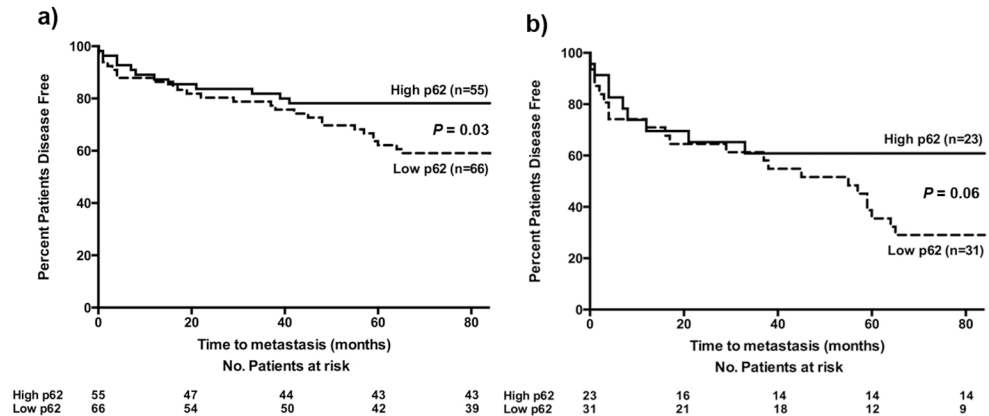 a)
Percent Patients Disease Free
100
80
60
40
20
0
High p62 (n=55)
P = 0.03
Low p62 (n=66)
0 20 40 60 80
Time to metastasis (months)
No. Patients at risk
High p62 55 47 44 43 43
Low p62 66 54 50 42 39
b)
Percent Patients Disease Free
100
80
60
40
20
0
High p62 (n=23)
P = 0.06
Low p62 (n=31)
0 20 40 60 80
Time to metastasis (months)
No. Patients at risk
High p62 23 16 14 14 14
Low p62 31 21 18 12 9